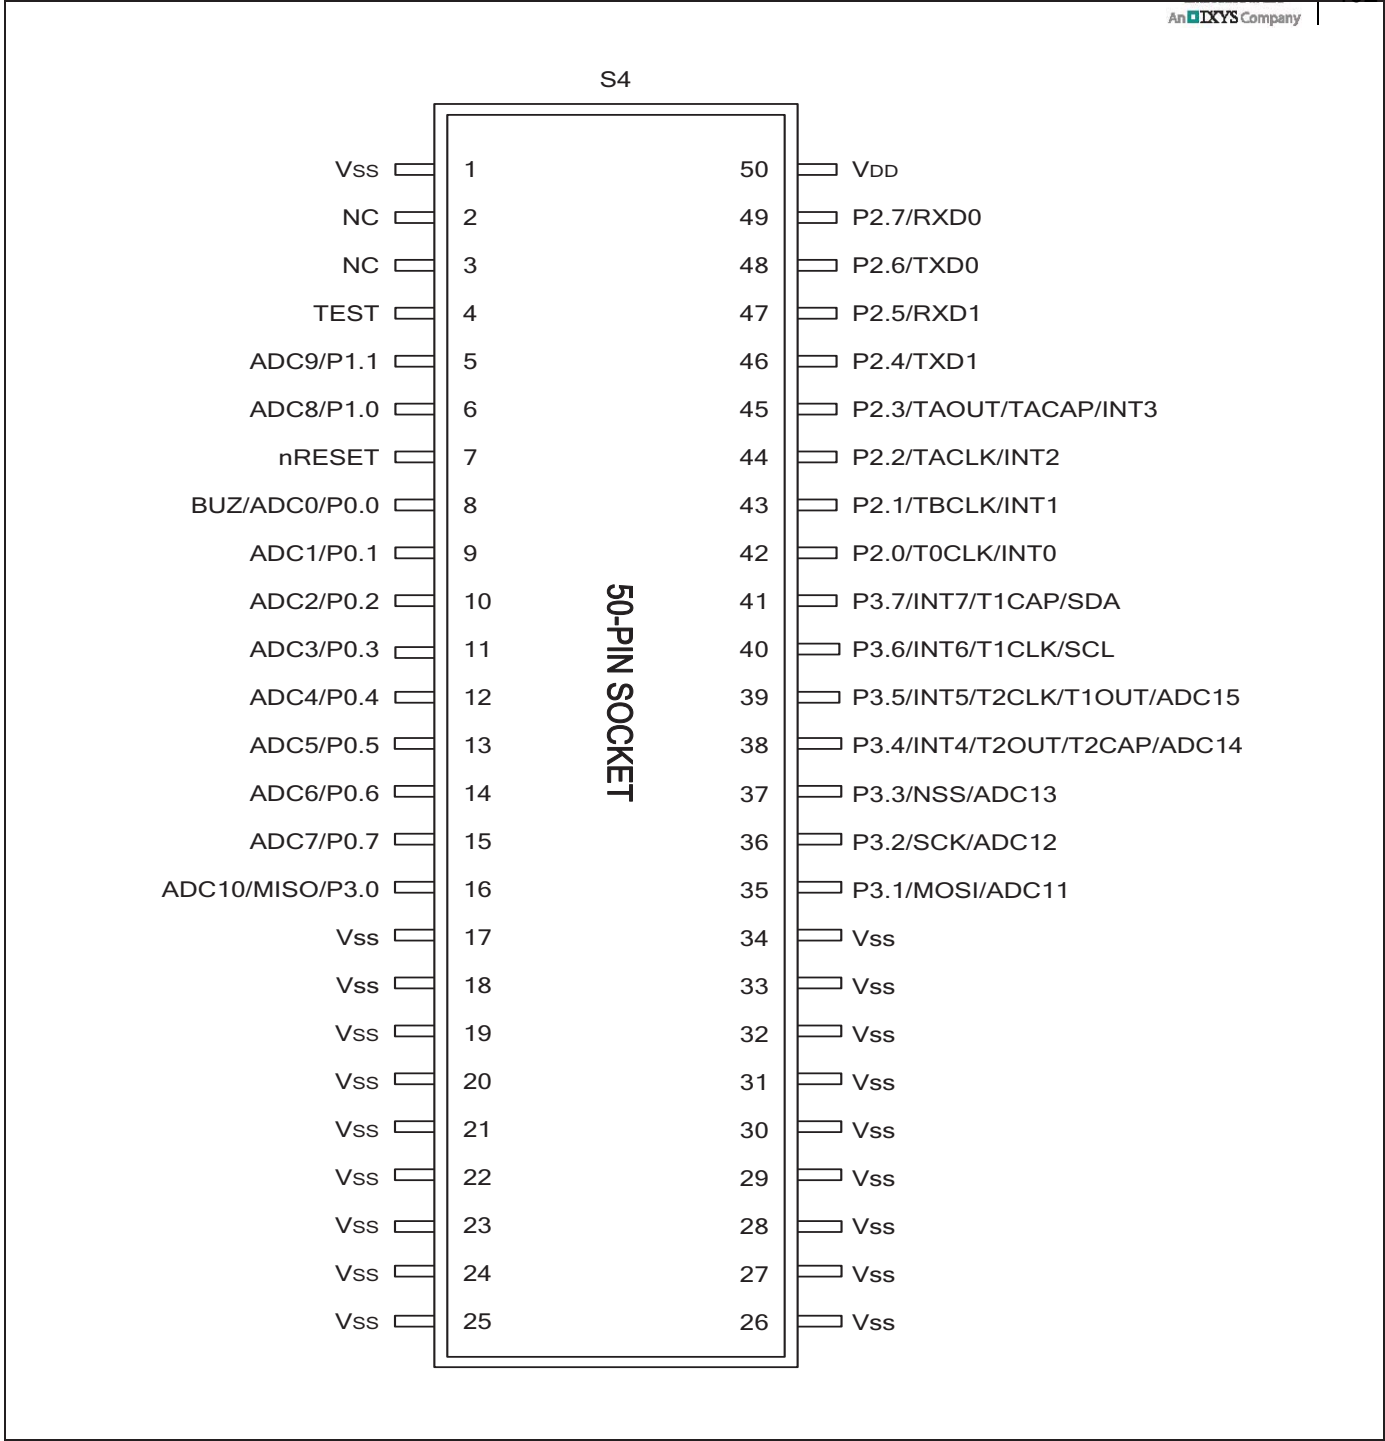 An IXYS Company
S4
Vss 1 50 VDD
NC 2 49 P2.7/RXD0
NC 3 48 P2.6/TXD0
TEST 4 47 P2.5/RXD1
ADC9/P1.1 5 46 P2.4/TXD1
ADC8/P1.0 6 45 P2.3/TAOUT/TACAP/INT3
nRESET 7 44 P2.2/TACLK/INT2
BUZ/ADC0/P0.0 8 43 P2.1/TBCLK/INT1
ADC1/P0.1 9 42 P2.0/T0CLK/INT0
ADC2/P0.2 10 41 P3.7/INT7/T1CAP/SDA
ADC3/P0.3 11 40 P3.6/INT6/T1CLK/SCL
ADC4/P0.4 12 39 P3.5/INT5/T2CLK/T1OUT/ADC15
ADC5/P0.5 13 38 P3.4/INT4/T2OUT/T2CAP/ADC14
ADC6/P0.6 14 37 P3.3/NSS/ADC13
ADC7/P0.7 15 36 P3.2/SCK/ADC12
ADC10/MISO/P3.0 16 35 P3.1/MOSI/ADC11
Vss 17 34 Vss
Vss 18 33 Vss
Vss 19 32 Vss
Vss 20 31 Vss
Vss 21 30 Vss
Vss 22 29 Vss
Vss 23 28 Vss
Vss 24 27 Vss
Vss 25 26 Vss
50-PIN SOCKET